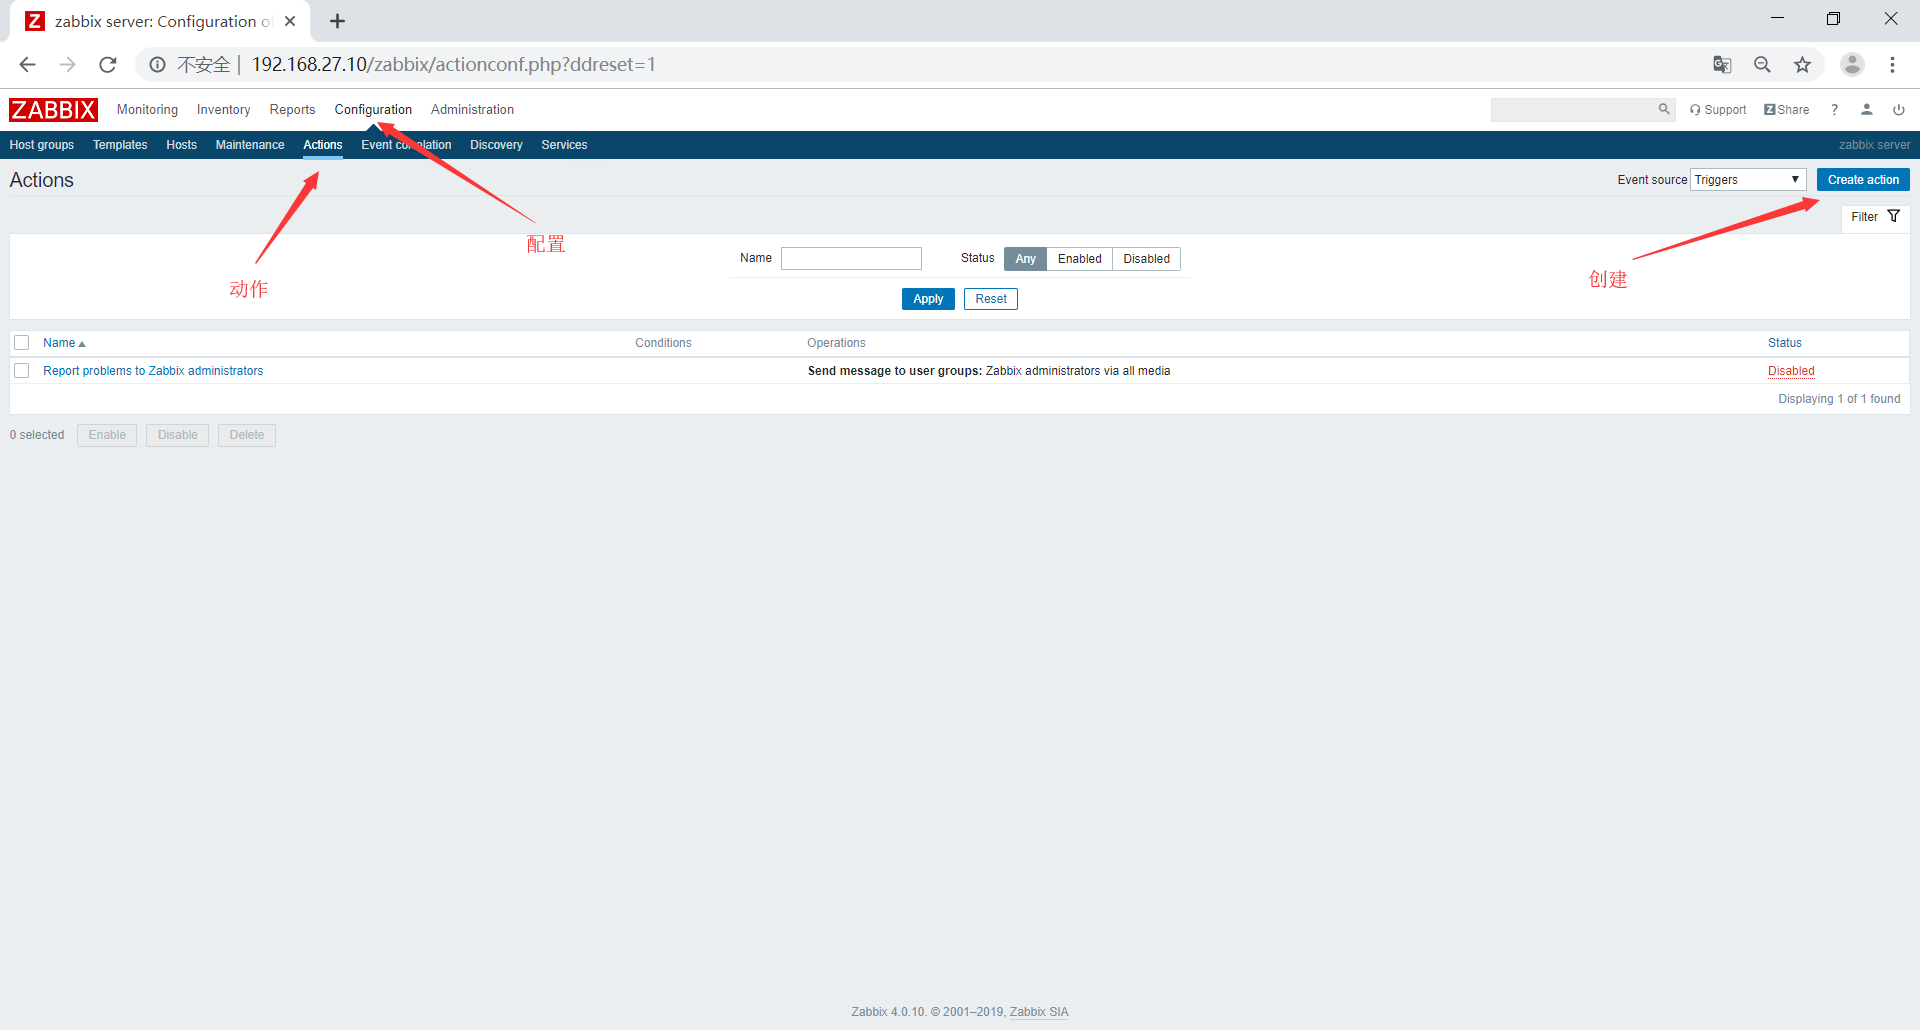 Z zabbix server: Configuration o
不安全 | 192.168.27.10/zabbix/actionconf.php?ddreset=1
ZABBIX Monitoring Inventory Reports Configuration Administration Support Z Share ?
Host groups Templates Hosts Maintenance Actions Event correlation Discovery Services zabbix server
Actions Event source Triggers Create action
Filter
配置
动作
创建
Name Status Any Enabled Disabled
Apply Reset
Name Conditions Operations Status
Report problems to Zabbix administrators Send message to user groups: Zabbix administrators via all media Disabled
Displaying 1 of 1 found
0 selected Enable Disable Delete
Zabbix 4.0.10. © 2001–2019, Zabbix SIA